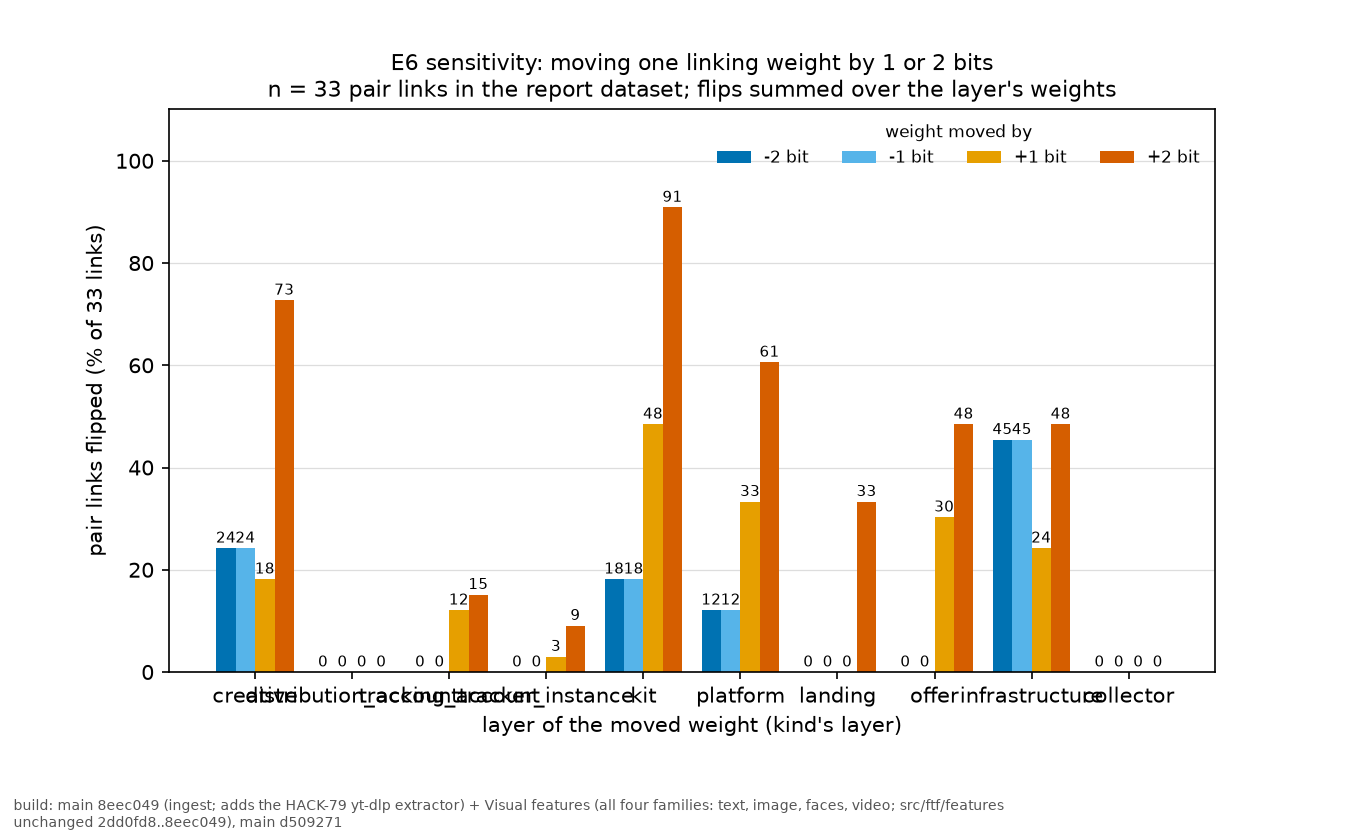 E6 sensitivity: moving one linking weight by 1 or 2 bits
n = 33 pair links in the report dataset; flips summed over the layer's weights
weight moved by
-2 bit -1 bit +1 bit +2 bit
pair links flipped (% of 33 links)
100
80
60
40
20
0
24 24 18 73
0 0 0 0
0 0 12 15
0 0 3 9
18 18 48 91
12 12 33 61
0 0 0 33
0 0 30 48
45 45 24 48
0 0 0 0
creative distribution_account tracking_account tracker_instance kit platform landing offer infrastructure collector
layer of the moved weight (kind's layer)
build: main 8eec049 (ingest; adds the HACK-79 yt-dlp extractor) + Visual features (all four families: text, image, faces, video; src/ftf/features
unchanged 2dd0fd8..8eec049), main d509271